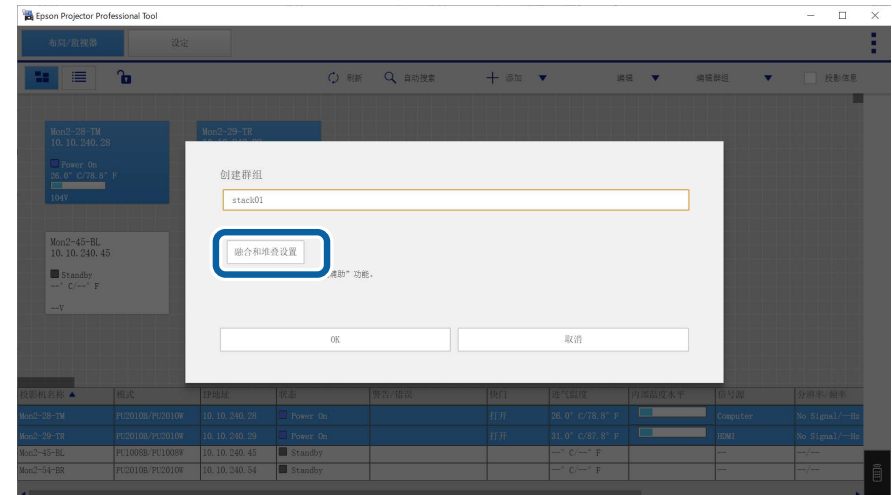 Epson Projector Professional Tool
布局/监视器 设定
刷新 自动搜索 添加 编辑 编辑群组 投影信息
Mon2-28-TM
10.10.240.28
Power On
26.0° C/78.8° F
104V
Mon2-29-TR
Mon2-45-BL
10.10.240.45
Standby
--° C/--° F
--V
创建群组
stack01
融合和堆叠设置
辅助”功能。
OK 取消
投影机名称 模式 IP地址 状态 警告/错误 快门 进气温度 内部温度水平 信号源 分辨率/频率
Mon2-28-TM PU2010B/PU2010W 10.10.240.28 Power On 打开 26.0° C/78.8° F Computer No Signal/--Hz
Mon2-29-TR PU2010B/PU2010W 10.10.240.29 Power On 打开 31.0° C/87.8° F HDMI No Signal/--Hz
Mon2-45-BL PU1008B/PU1008W 10.10.240.45 Standby --° C/--° F -- --/--
Mon2-54-BR PU2010B/PU2010W 10.10.240.54 Standby --° C/--° F -- --/--